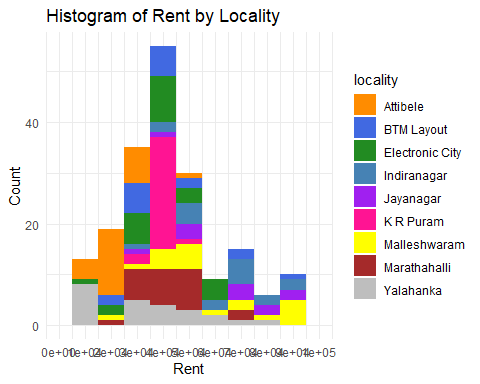 Histogram of Rent by Locality
locality
Attibele
BTM Layout
Electronic City
Indiranagar
Jayanagar
K R Puram
Malleshwaram
Marathahalli
Yalahanka
Count
40
20
0
Rent